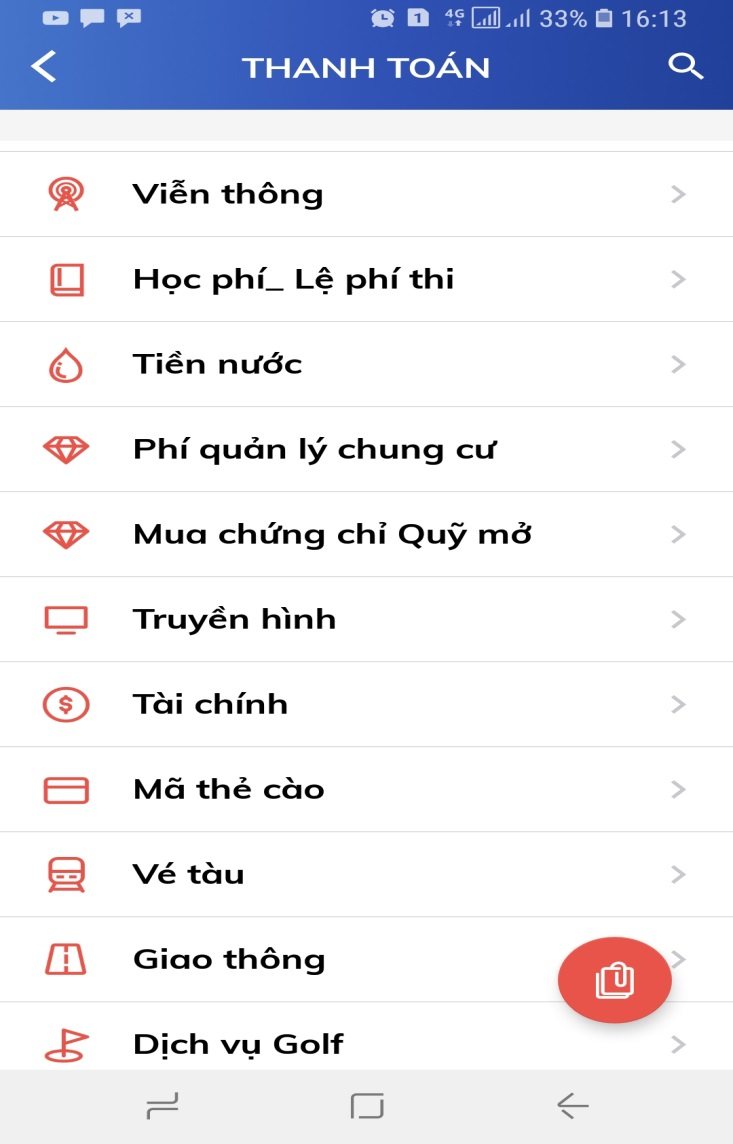 4G 33% 16:13
THANH TOÁN
Viễn thông
Học phí_ Lệ phí thi
Tiền nước
Phí quản lý chung cư
Mua chứng chỉ Quỹ mở
Truyền hình
Tài chính
Mã thẻ cào
Vé tàu
Giao thông
Dịch vụ Golf